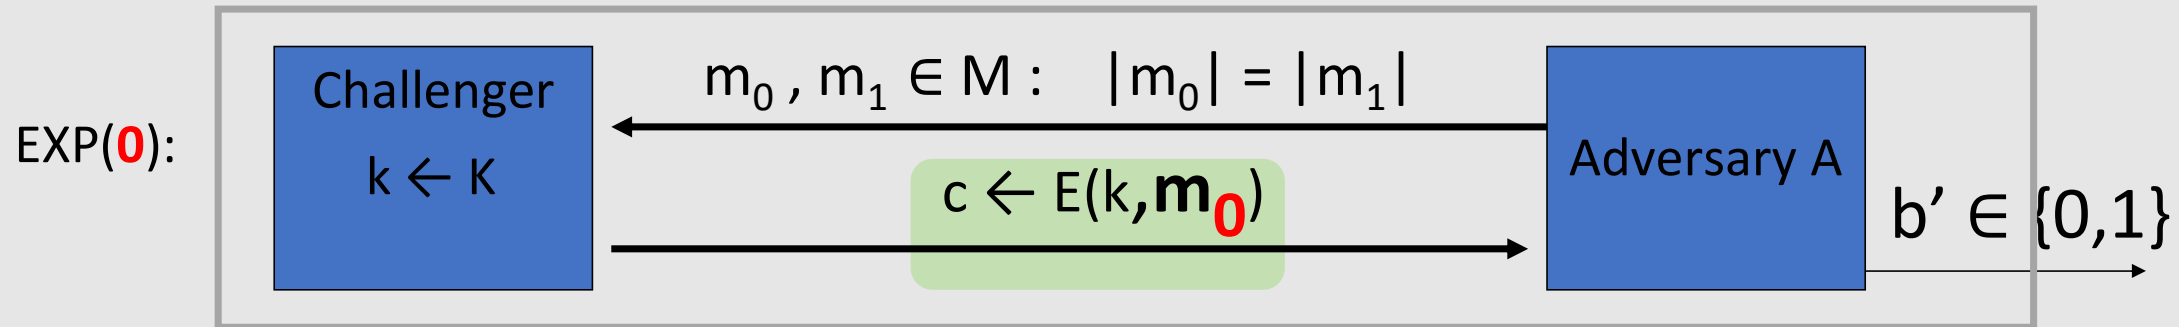 EXP(0):
Challenger
k ← K
m₀ , m₁ ∈ M : |m₀| = |m₁|
c ← E(k,m₀)
Adversary A
b’ ∈ {0,1}